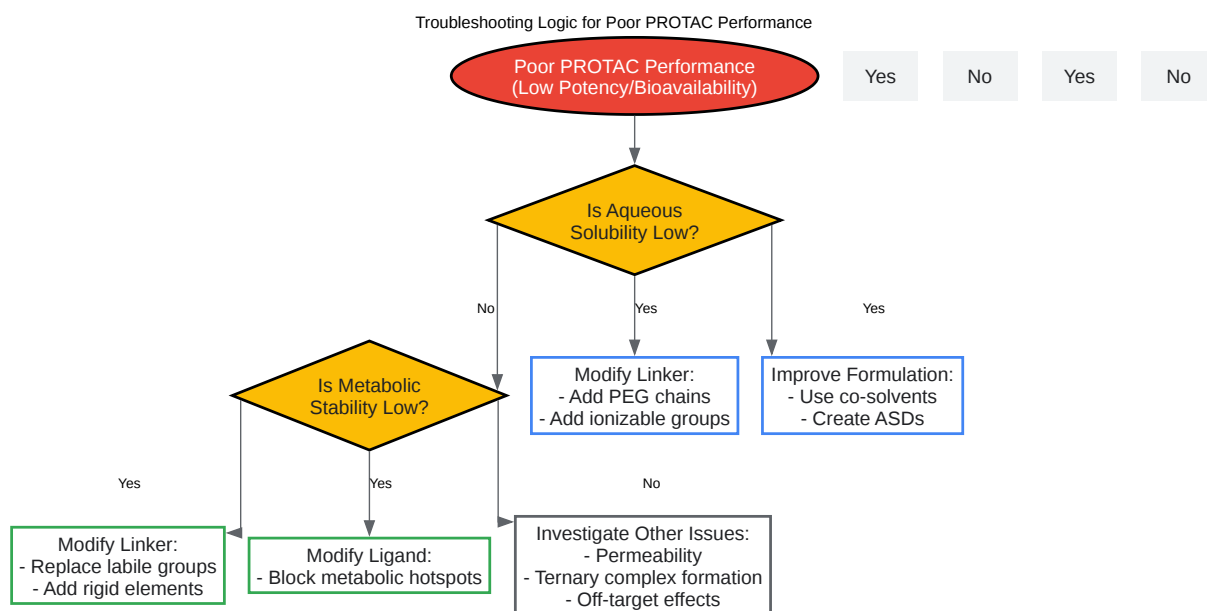 Troubleshooting Logic for Poor PROTAC Performance
Poor PROTAC Performance
(Low Potency/Bioavailability)
Yes
No
Yes
No
Is Aqueous
Solubility Low?
No
Yes
Yes
Is Metabolic
Stability Low?
Modify Linker:
- Add PEG chains
- Add ionizable groups
Improve Formulation:
- Use co-solvents
- Create ASDs
Yes
Yes
No
Modify Linker:
- Replace labile groups
- Add rigid elements
Modify Ligand:
- Block metabolic hotspots
Investigate Other Issues:
- Permeability
- Ternary complex formation
- Off-target effects